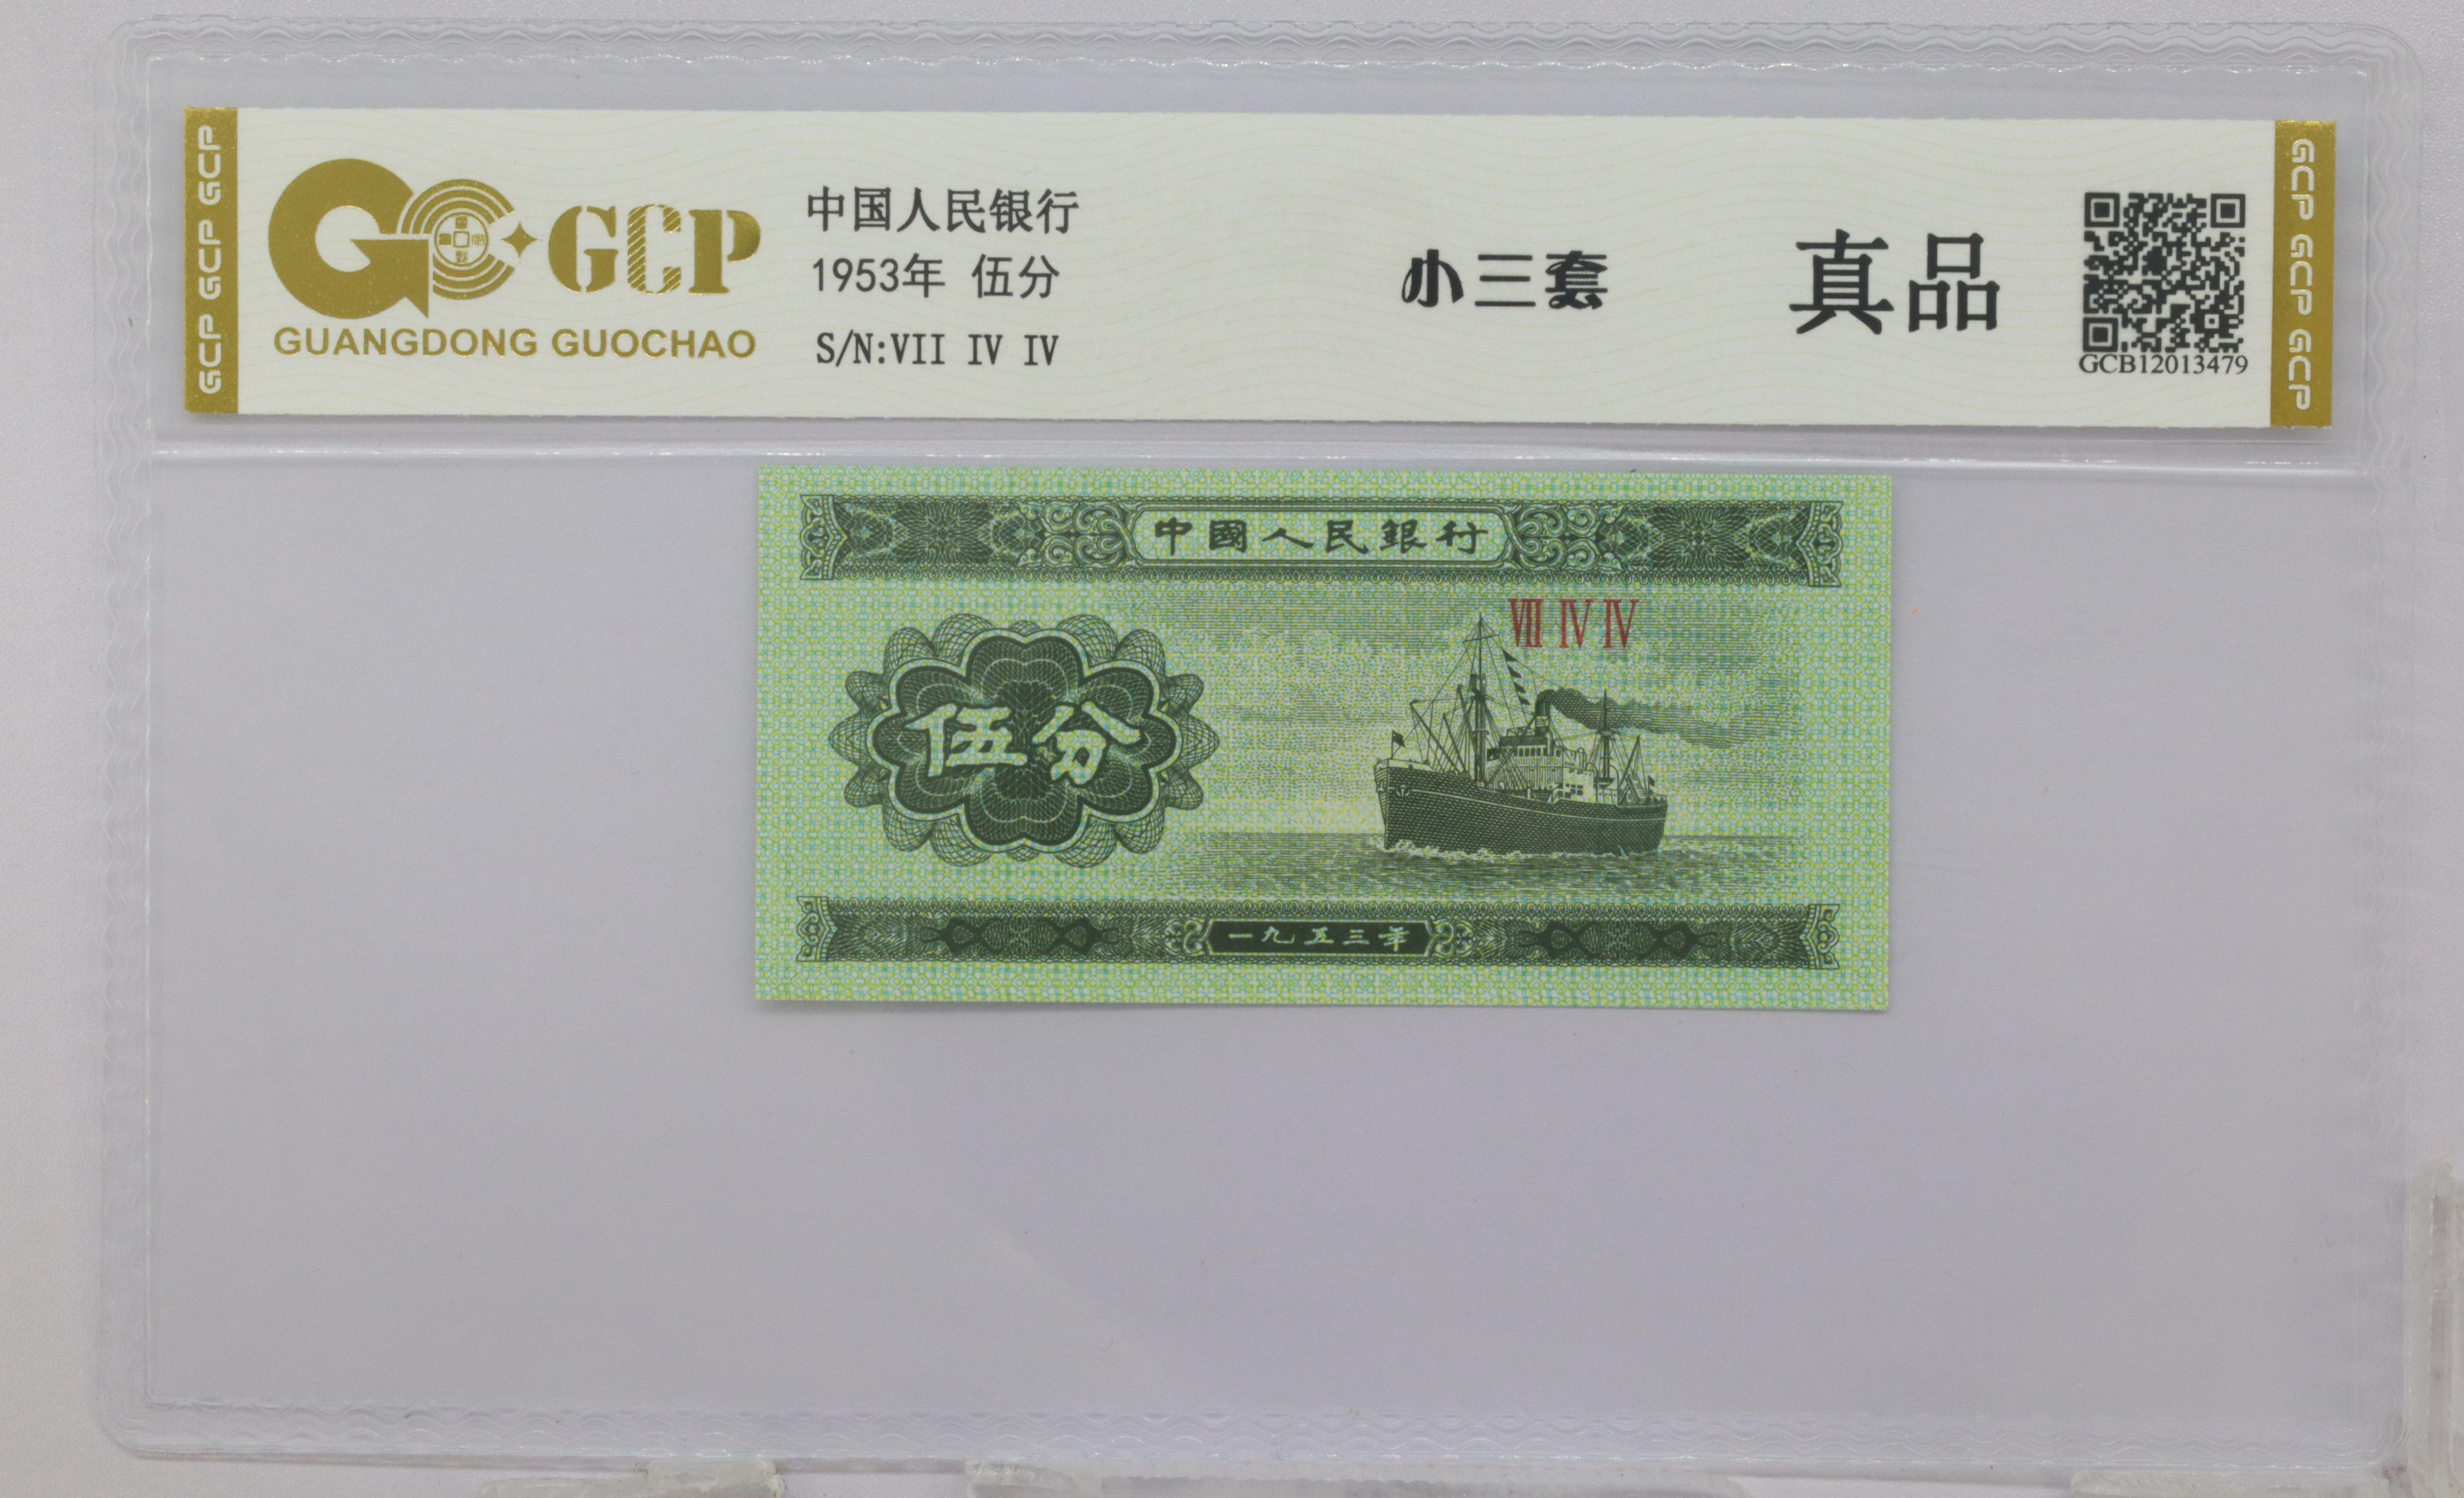 GCP GCP GCP
GCP
GUANGDONG GUOCHAO
中国人民银行
1953年 伍分
S/N:VII IV IV
小三套
真品
GCB12013479
GCP GCP GCP
中國人民銀行
VIII IV IV
伍分
一九五三年